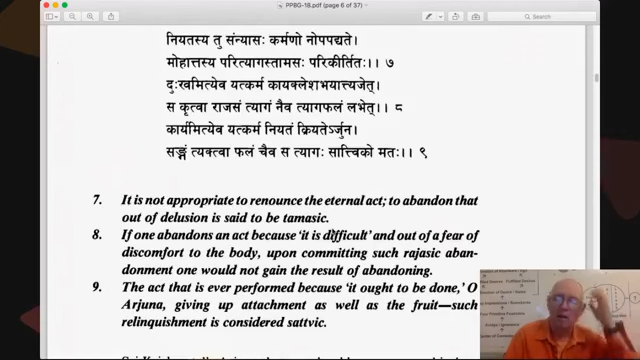 PPBG-18.pdf (page 6 of 37)
Search
नियतस्य तु संन्यासः कर्मणो नोपपद्यते।
मोहात्तस्य परित्यागस्तामसः परिकीर्तितः।। ७
दुःखमित्येव यत्कर्म कायक्लेशभयात्त्यजेत्।
स कृत्वा राजसं त्यागं नैव त्यागफलं लभेत्।। ८
कार्यमित्येव यत्कर्म नियतं क्रियतेऽर्जुन।
सङ्गं त्यक्त्वा फलं चैव स त्यागः सात्त्विको मतः।। ९
7. It is not appropriate to renounce the eternal act; to abandon that
out of delusion is said to be tamasic.
8. If one abandons an act because ‘it is difficult’ and out of a fear of
discomfort to the body, upon committing such rajasic aban-
donment one would not gain the result of abandoning.
9. The act that is ever performed because ‘it ought to be done,’ O
Arjuna, giving up attachment as well as the fruit—such
relinquishment is considered sattvic.